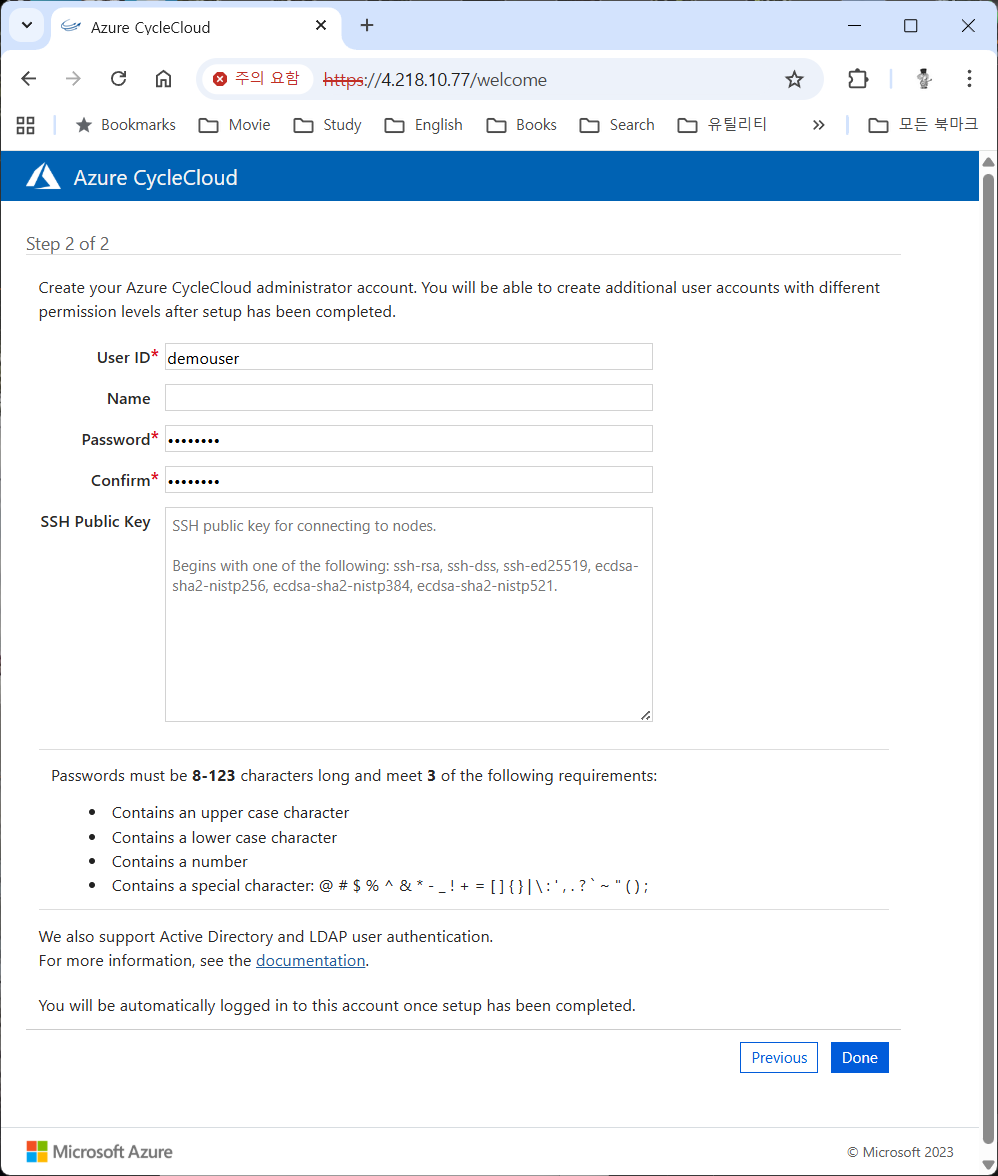 Azure CycleCloud
주의 요함
https://4.218.10.77/welcome
Bookmarks
Movie
Study
English
Books
Search
유틸리티
»
모든 북마크
Azure CycleCloud
Step 2 of 2
Create your Azure CycleCloud administrator account. You will be able to create additional user accounts with different
permission levels after setup has been completed.
User ID* demouser
Name
Password* ••••••••
Confirm* ••••••••
SSH Public Key
SSH public key for connecting to nodes.
Begins with one of the following: ssh-rsa, ssh-dss, ssh-ed25519, ecdsa-
sha2-nistp256, ecdsa-sha2-nistp384, ecdsa-sha2-nistp521.
Passwords must be 8-123 characters long and meet 3 of the following requirements:
• Contains an upper case character
• Contains a lower case character
• Contains a number
• Contains a special character: @ # $ % ^ & * - _ ! + = [ ] { } | \ : ' , . ? ` ~ " ( ) ;
We also support Active Directory and LDAP user authentication.
For more information, see the documentation.
You will be automatically logged in to this account once setup has been completed.
Previous
Done
Microsoft Azure
© Microsoft 2023